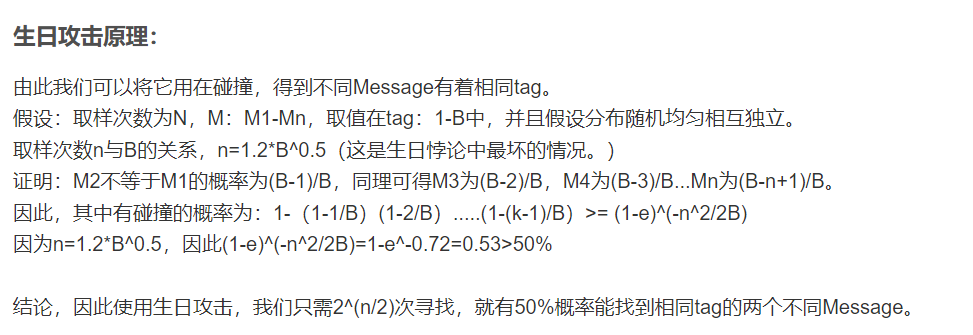 生日攻击原理：
由此我们可以将它用在碰撞，得到不同Message有着相同tag。
假设：取样次数为N，M：M1-Mn，取值在tag：1-B中，并且假设分布随机均匀相互独立。
取样次数n与B的关系，n=1.2*B^0.5（这是生日悖论中最坏的情况。）
证明：M2不等于M1的概率为(B-1)/B，同理可得M3为(B-2)/B，M4为(B-3)/B...Mn为(B-n+1)/B。
因此，其中有碰撞的概率为：1-（1-1/B）(1-2/B）.....(1-(k-1)/B）>= (1-e)^(-n^2/2B)
因为n=1.2*B^0.5，因此(1-e)^(-n^2/2B)=1-e^-0.72=0.53>50%
结论，因此使用生日攻击，我们只需2^(n/2)次寻找，就有50%概率能找到相同tag的两个不同Message。